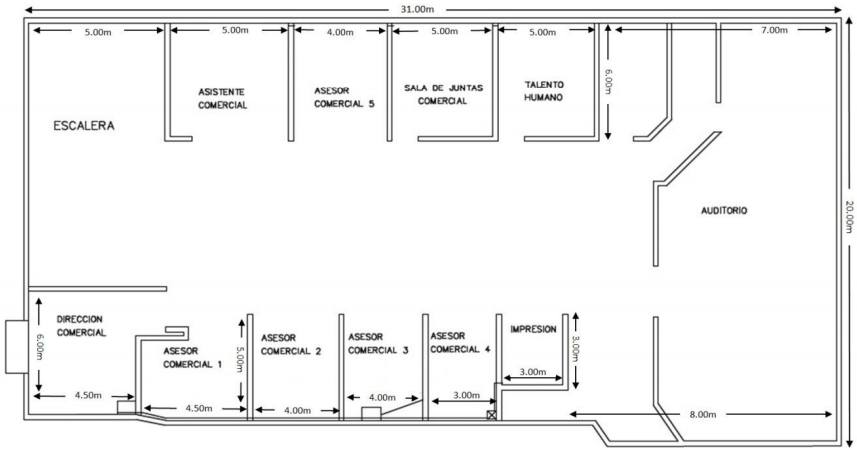 31.00m
5.00m
5.00m
4.00m
5.00m
5.00m
7.00m
ASISTENTE
COMERCIAL
ASESOR
COMERCIAL 5
SALA DE JUNTAS
COMERCIAL
TALENTO
HUMANO
6.00m
ESCALERA
AUDITORIO
20.00m
DIRECCION
COMERCIAL
6.00m
4.50m
ASESOR
COMERCIAL 1
5.00m
4.50m
ASESOR
COMERCIAL 2
4.00m
ASESOR
COMERCIAL 3
4.00m
ASESOR
COMERCIAL 4
3.00m
IMPRESION
3.00m
3.00m
8.00m